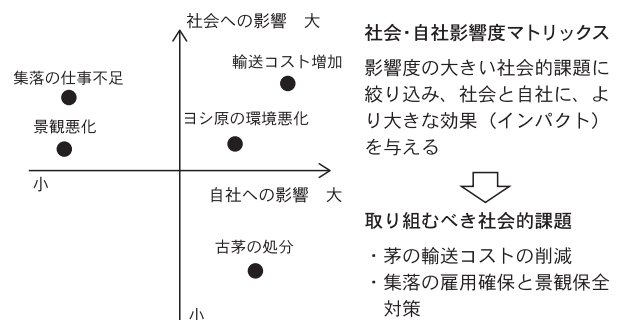 社会への影響　大
輸送コスト増加
集落の仕事不足
ヨシ原の環境悪化
景観悪化
小
自社への影響　大
古茅の処分
小
社会・自社影響度マトリックス
影響度の大きい社会的課題に
絞り込み、社会と自社に、よ
り大きな効果（インパクト）
を与える
取り組むべき社会的課題
・茅の輸送コストの削減
・集落の雇用確保と景観保全
対策